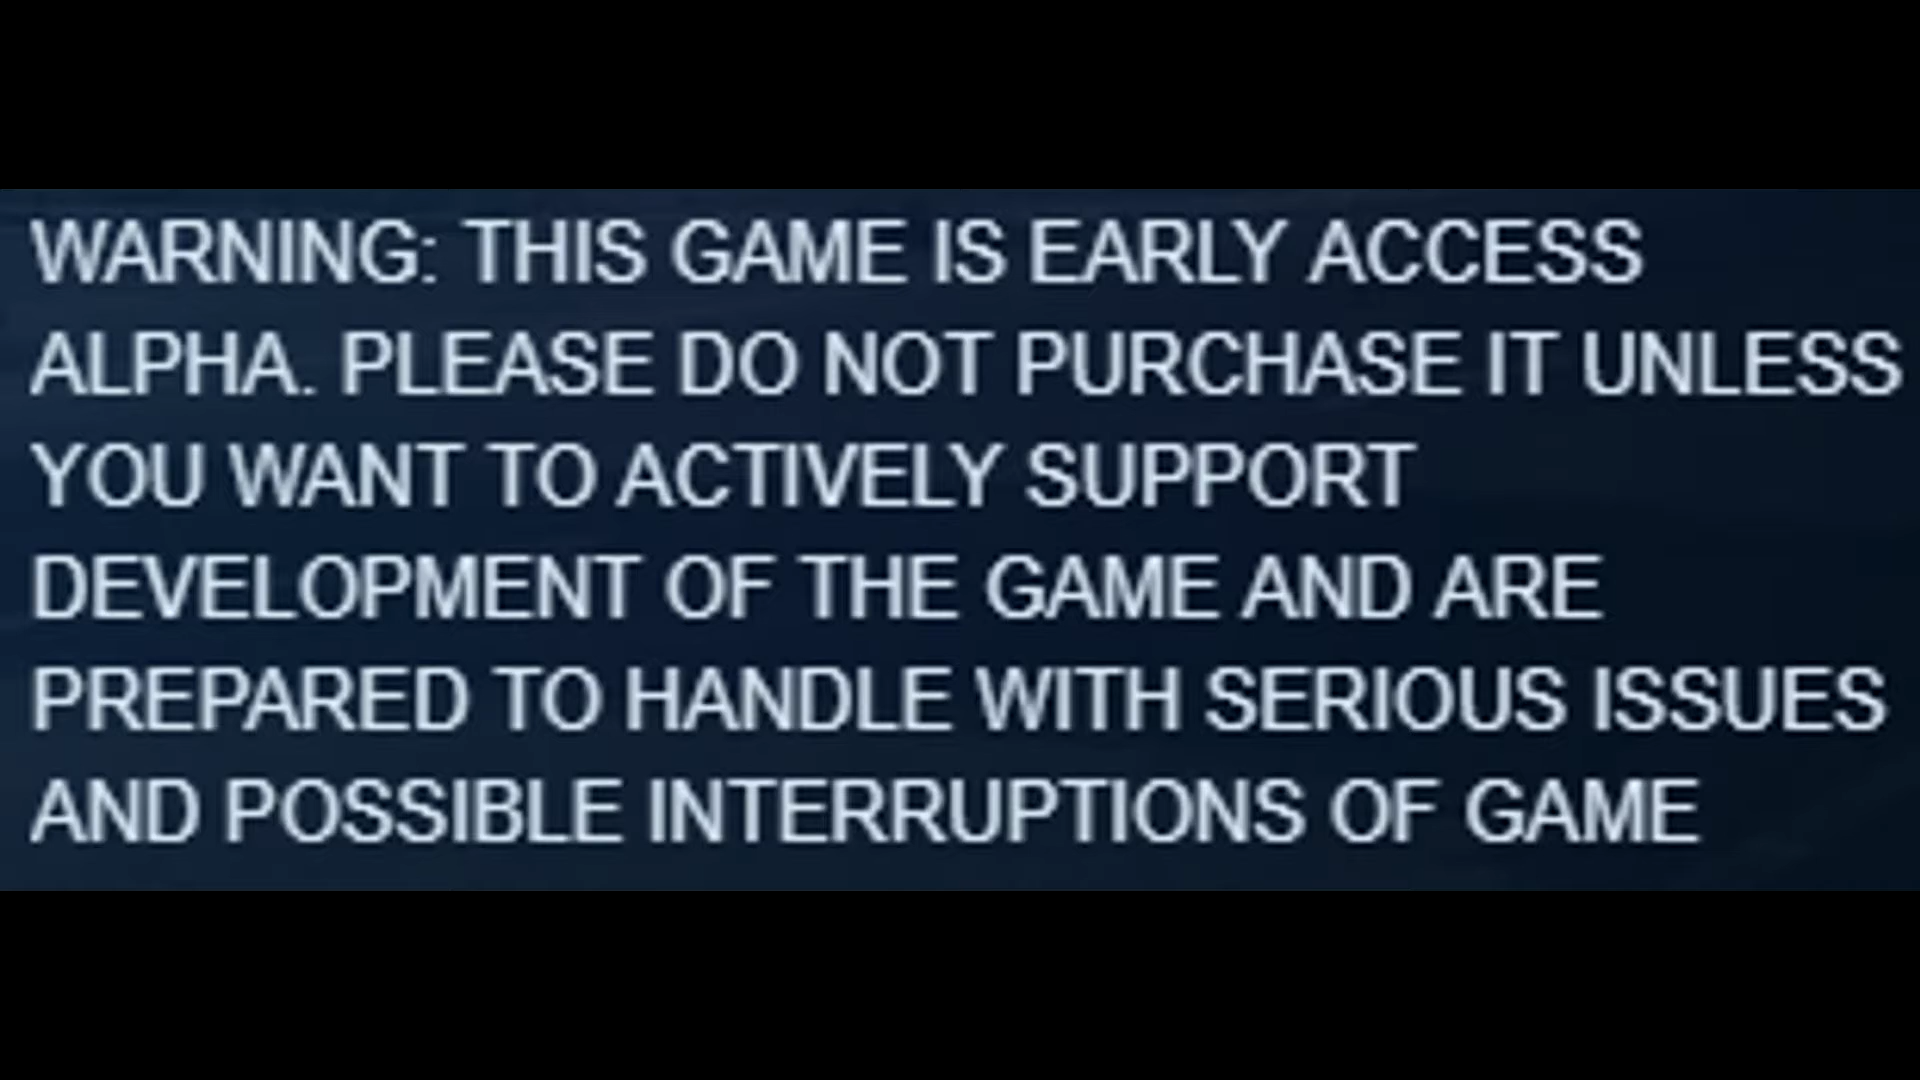 WARNING: THIS GAME IS EARLY ACCESS
ALPHA. PLEASE DO NOT PURCHASE IT UNLESS
YOU WANT TO ACTIVELY SUPPORT
DEVELOPMENT OF THE GAME AND ARE
PREPARED TO HANDLE WITH SERIOUS ISSUES
AND POSSIBLE INTERRUPTIONS OF GAME